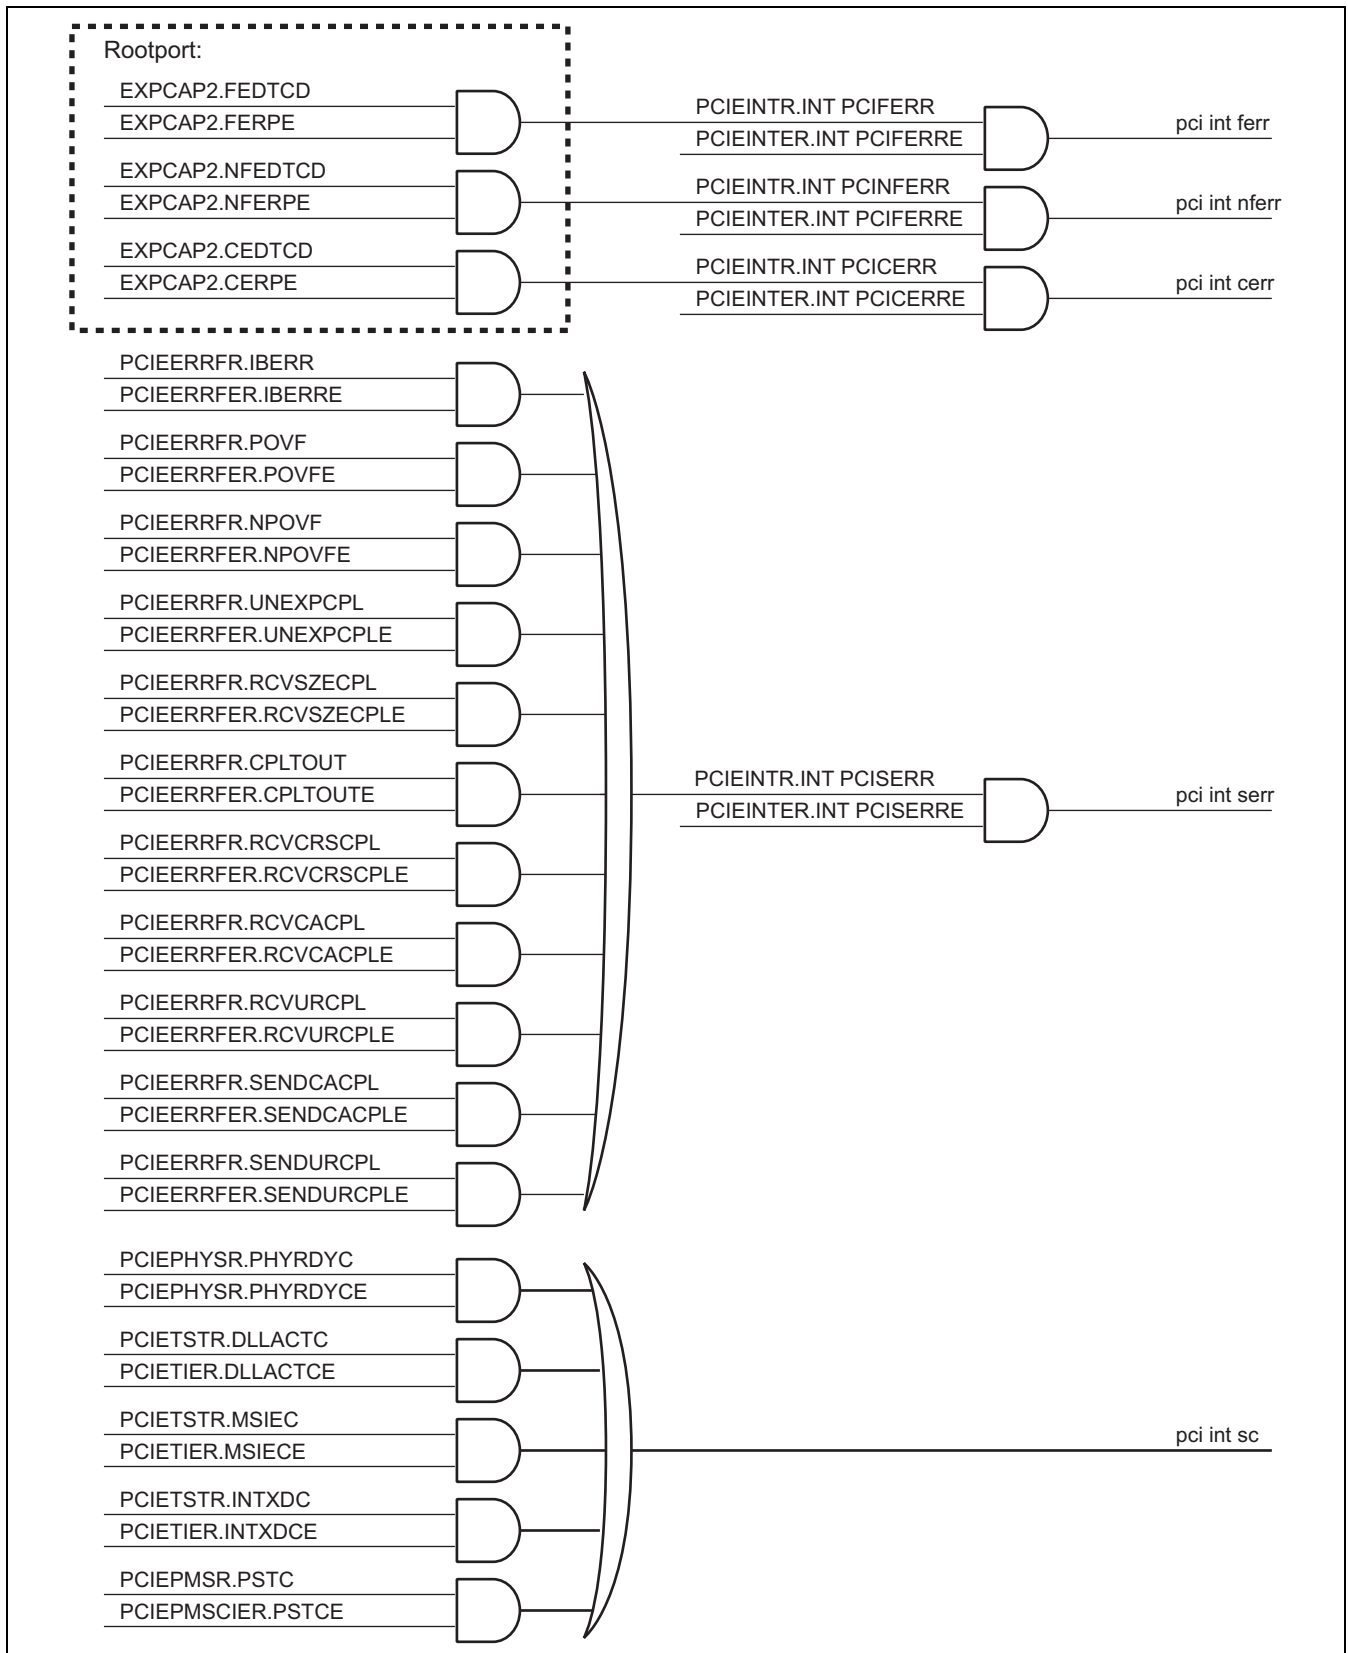 Rootport:
EXPCAP2.FEDTCD
EXPCAP2.FERPE
PCIEINTR.INT PCIFERR
PCIEINTER.INT PCIFERRE
pci int ferr
EXPCAP2.NFEDTCD
EXPCAP2.NFERPE
PCIEINTR.INT PCINFERR
PCIEINTER.INT PCIFERRE
pci int nferr
EXPCAP2.CEDTCD
EXPCAP2.CERPE
PCIEINTR.INT PCICERR
PCIEINTER.INT PCICERRE
pci int cerr
PCIEERRFR.IBERR
PCIEERRFER.IBERRE
PCIEERRFR.POVF
PCIEERRFER.POVFE
PCIEERRFR.NPOVF
PCIEERRFER.NPOVFE
PCIEERRFR.UNEXPCPL
PCIEERRFER.UNEXPCPLE
PCIEERRFR.RCVSZECPL
PCIEERRFER.RCVSZECPLE
PCIEERRFR.CPLTOUT
PCIEERRFER.CPLTOUTE
PCIEINTR.INT PCISERR
PCIEINTER.INT PCISERRE
pci int serr
PCIEERRFR.RCVCRSCPL
PCIEERRFER.RCVCRSCPLE
PCIEERRFR.RCVCACPL
PCIEERRFER.RCVCACPLE
PCIEERRFR.RCVURCPL
PCIEERRFER.RCVURCPLE
PCIEERRFR.SENDCACPL
PCIEERRFER.SENDCACPLE
PCIEERRFR.SENDURCPL
PCIEERRFER.SENDURCPLE
PCIEPHYSR.PHYRDYC
PCIEPHYSR.PHYRDYCE
PCIETSTR.DLLACTC
PCIETIER.DLLACTCE
PCIETSTR.MSIEC
PCIETIER.MSIECE
pci int sc
PCIETSTR.INTXDC
PCIETIER.INTXDCE
PCIEPMSR.PSTC
PCIEPMSCIER.PSTCE